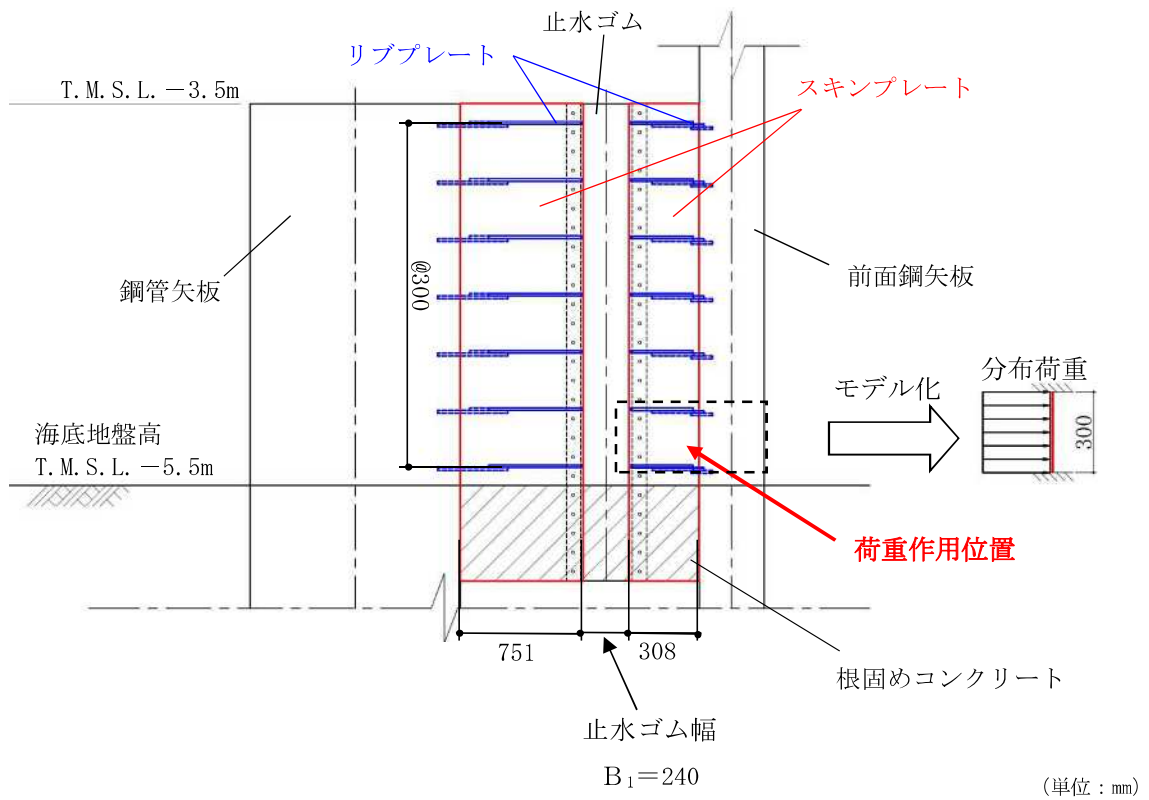 止水ゴム
リブプレート
T.M.S.L.－3.5m
スキンプレート
鋼管矢板
@300
前面鋼矢板
モデル化
分布荷重
300
海底地盤高
T.M.S.L.－5.5m
荷重作用位置
751
308
根固めコンクリート
止水ゴム幅
B₁＝240
(単位：mm)